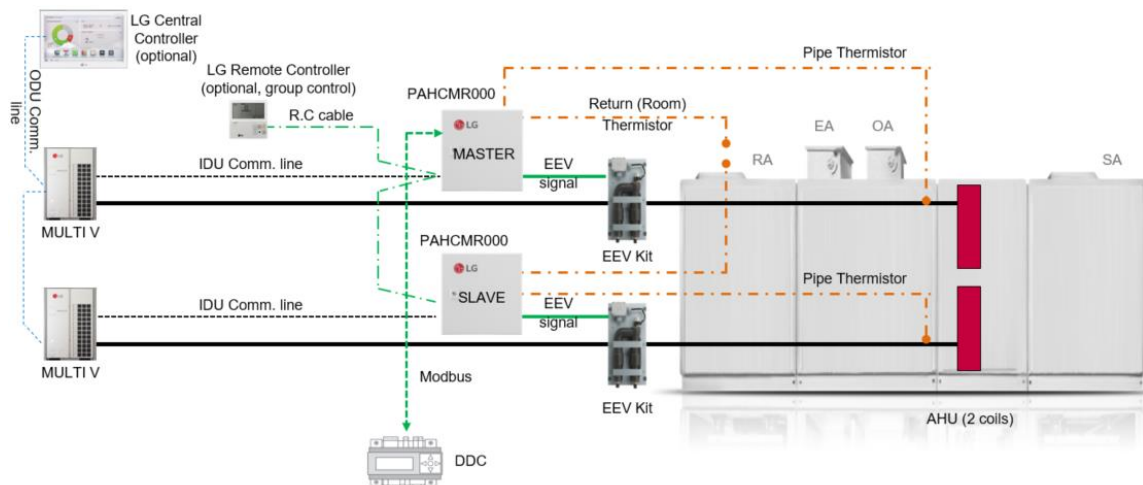 LG Central
Controller
(optional)
ODU Comm.
line
LG Remote Controller
(optional, group control)
R.C cable
PAHCMR000
LG
MASTER
Pipe Thermistor
Return (Room)
Thermistor
EA
OA
RA
SA
IDU Comm. line
EEV
signal
MULTI V
EEV Kit
PAHCMR000
LG
SLAVE
Pipe Thermistor
IDU Comm. line
EEV
signal
MULTI V
Modbus
EEV Kit
AHU (2 coils)
DDC